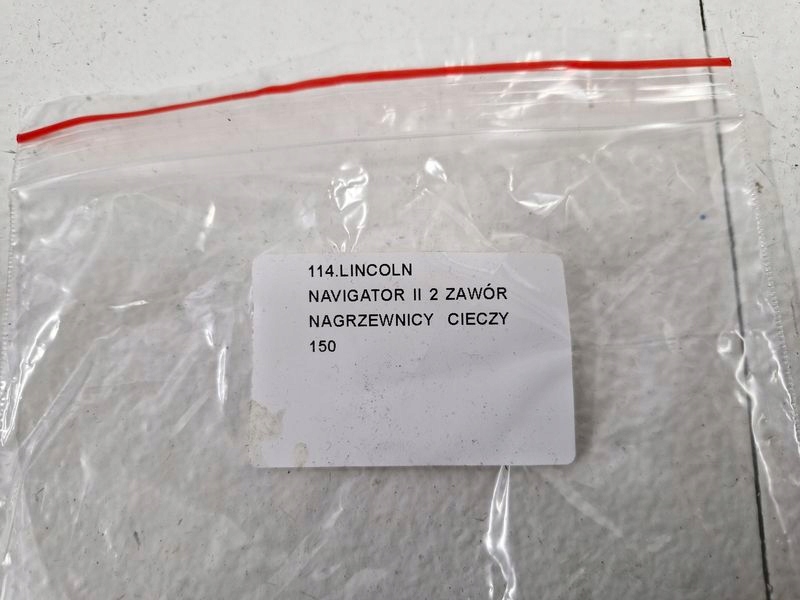 114.LINCOLN
NAVIGATOR II 2 ZAWÓR
NAGRZEWNICY CIECZY
150